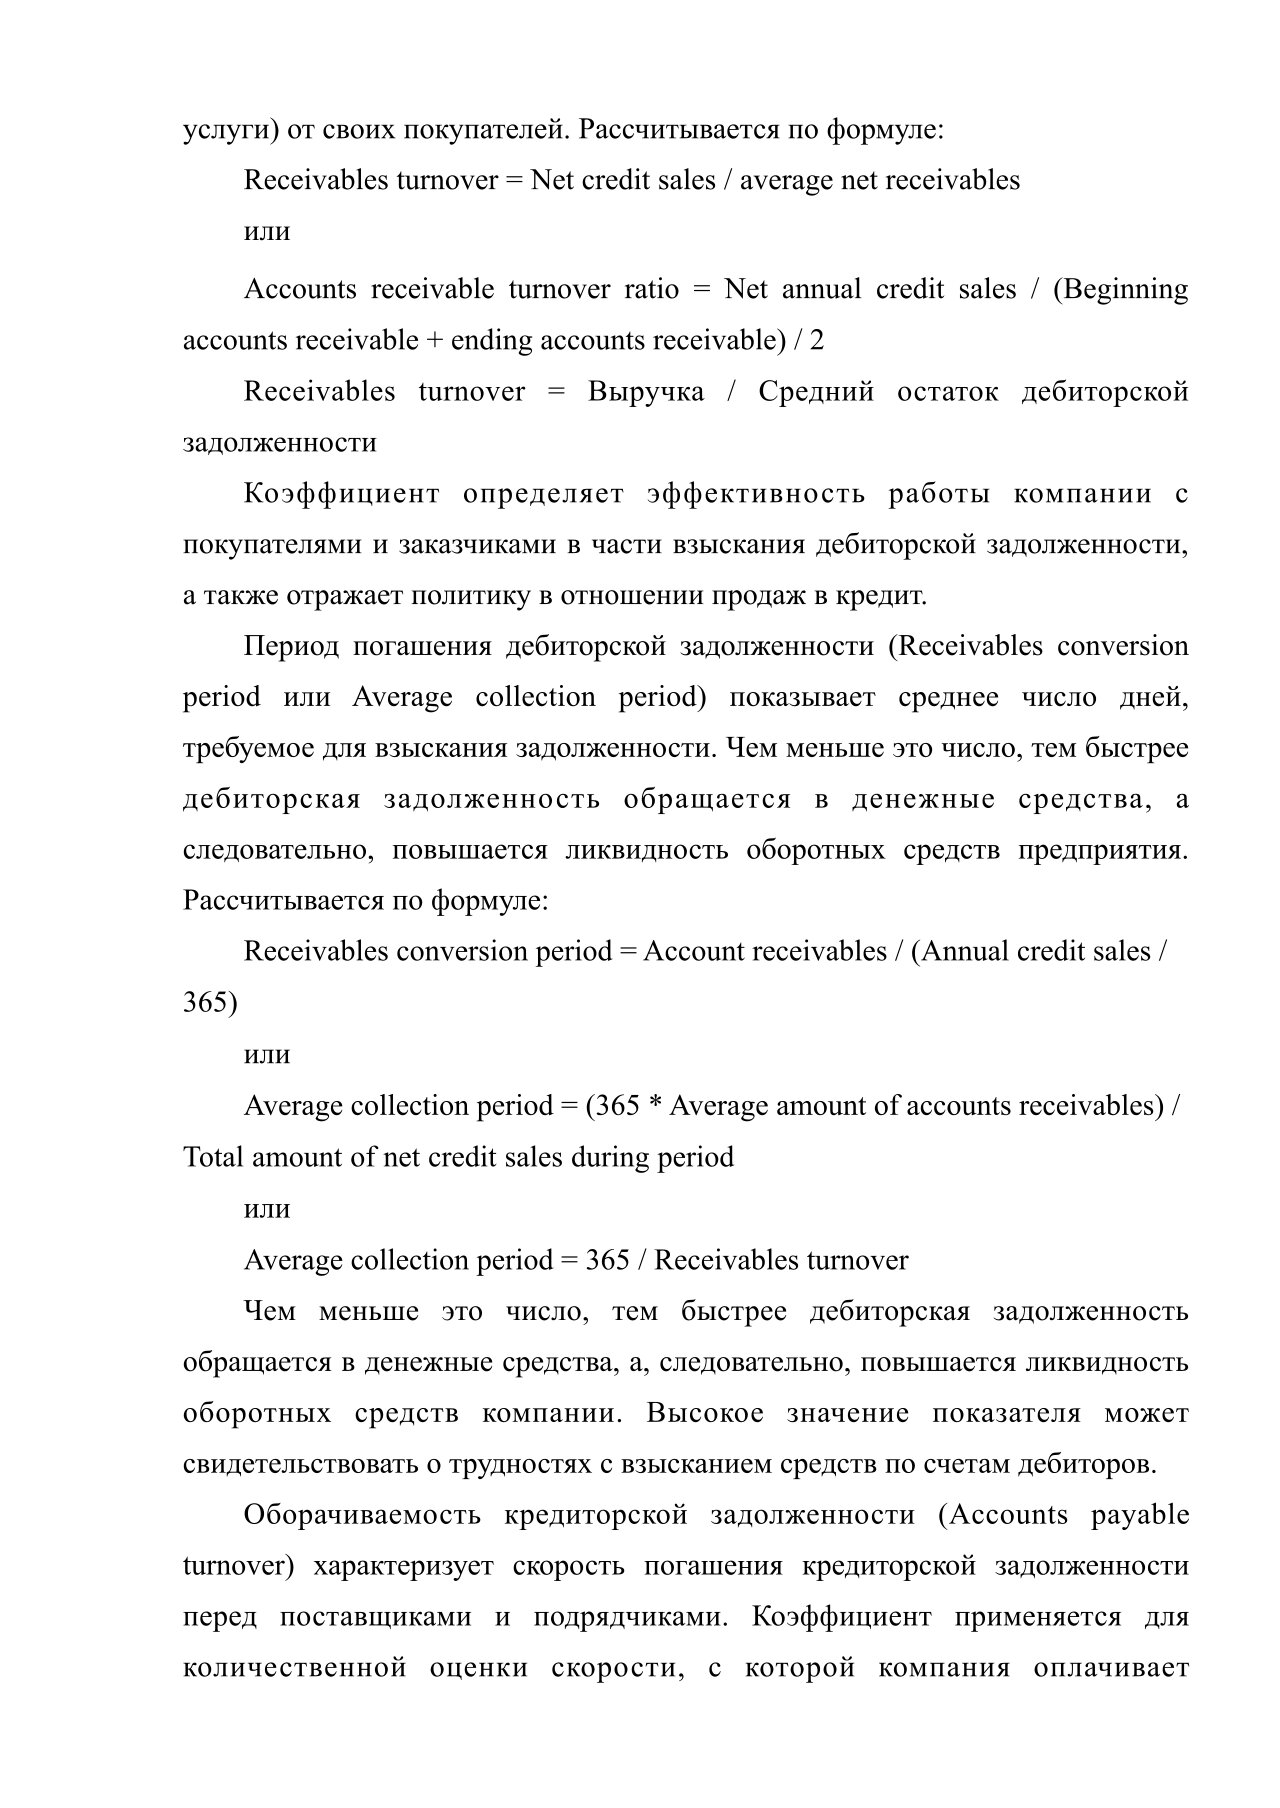 услуги) от своих покупателей. Рассчитывается по формуле:
Receivables turnover = Net credit sales / average net receivables
или
Accounts receivable turnover ratio = Net annual credit sales / (Beginning
accounts receivable + ending accounts receivable) / 2
Receivables turnover = Выручка / Средний остаток дебиторской
задолженности
Коэффициент определяет эффективность работы компании с
покупателями и заказчиками в части взыскания дебиторской задолженности,
а также отражает политику в отношении продаж в кредит.
Период погашения дебиторской задолженности (Receivables conversion
period или Average collection period) показывает среднее число дней,
требуемое для взыскания задолженности. Чем меньше это число, тем быстрее
дебиторская задолженность обращается в денежные средства, а
следовательно, повышается ликвидность оборотных средств предприятия.
Рассчитывается по формуле:
Receivables conversion period = Account receivables / (Annual credit sales /
365)
или
Average collection period = (365 * Average amount of accounts receivables) /
Total amount of net credit sales during period
или
Average collection period = 365 / Receivables turnover
Чем меньше это число, тем быстрее дебиторская задолженность
обращается в денежные средства, а, следовательно, повышается ликвидность
оборотных средств компании. Высокое значение показателя может
свидетельствовать о трудностях с взысканием средств по счетам дебиторов.
Оборачиваемость кредиторской задолженности (Accounts payable
turnover) характеризует скорость погашения кредиторской задолженности
перед поставщиками и подрядчиками. Коэффициент применяется для
количественной оценки скорости, с которой компания оплачивает